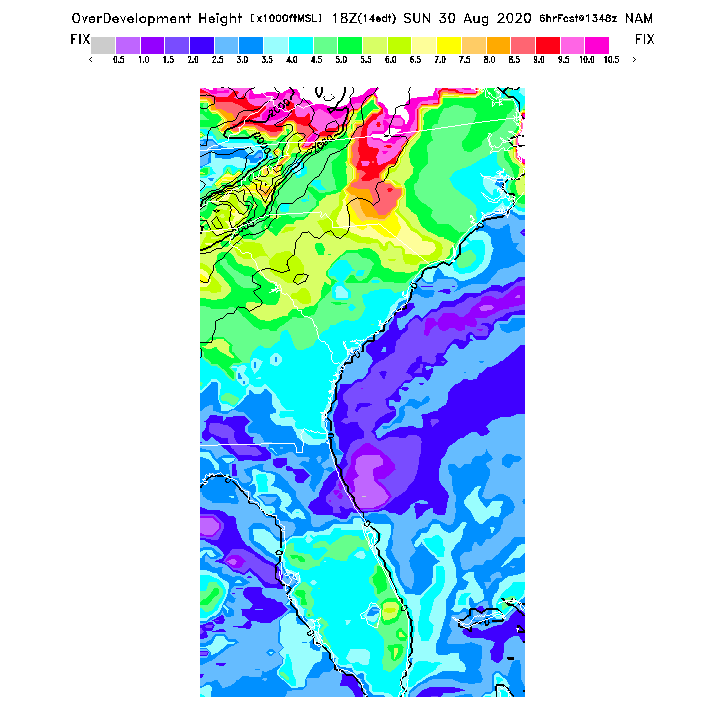 OverDevelopment Height [x1000ftMSL] 18Z(14edt) SUN 30 Aug 2020 6hrFcst@1348z NAM
FIX FIX
< 0.5 1.0 1.5 2.0 2.5 3.0 3.5 4.0 4.5 5.0 5.5 6.0 6.5 7.0 7.5 8.0 8.5 9.0 9.5 10.0 10.5 >